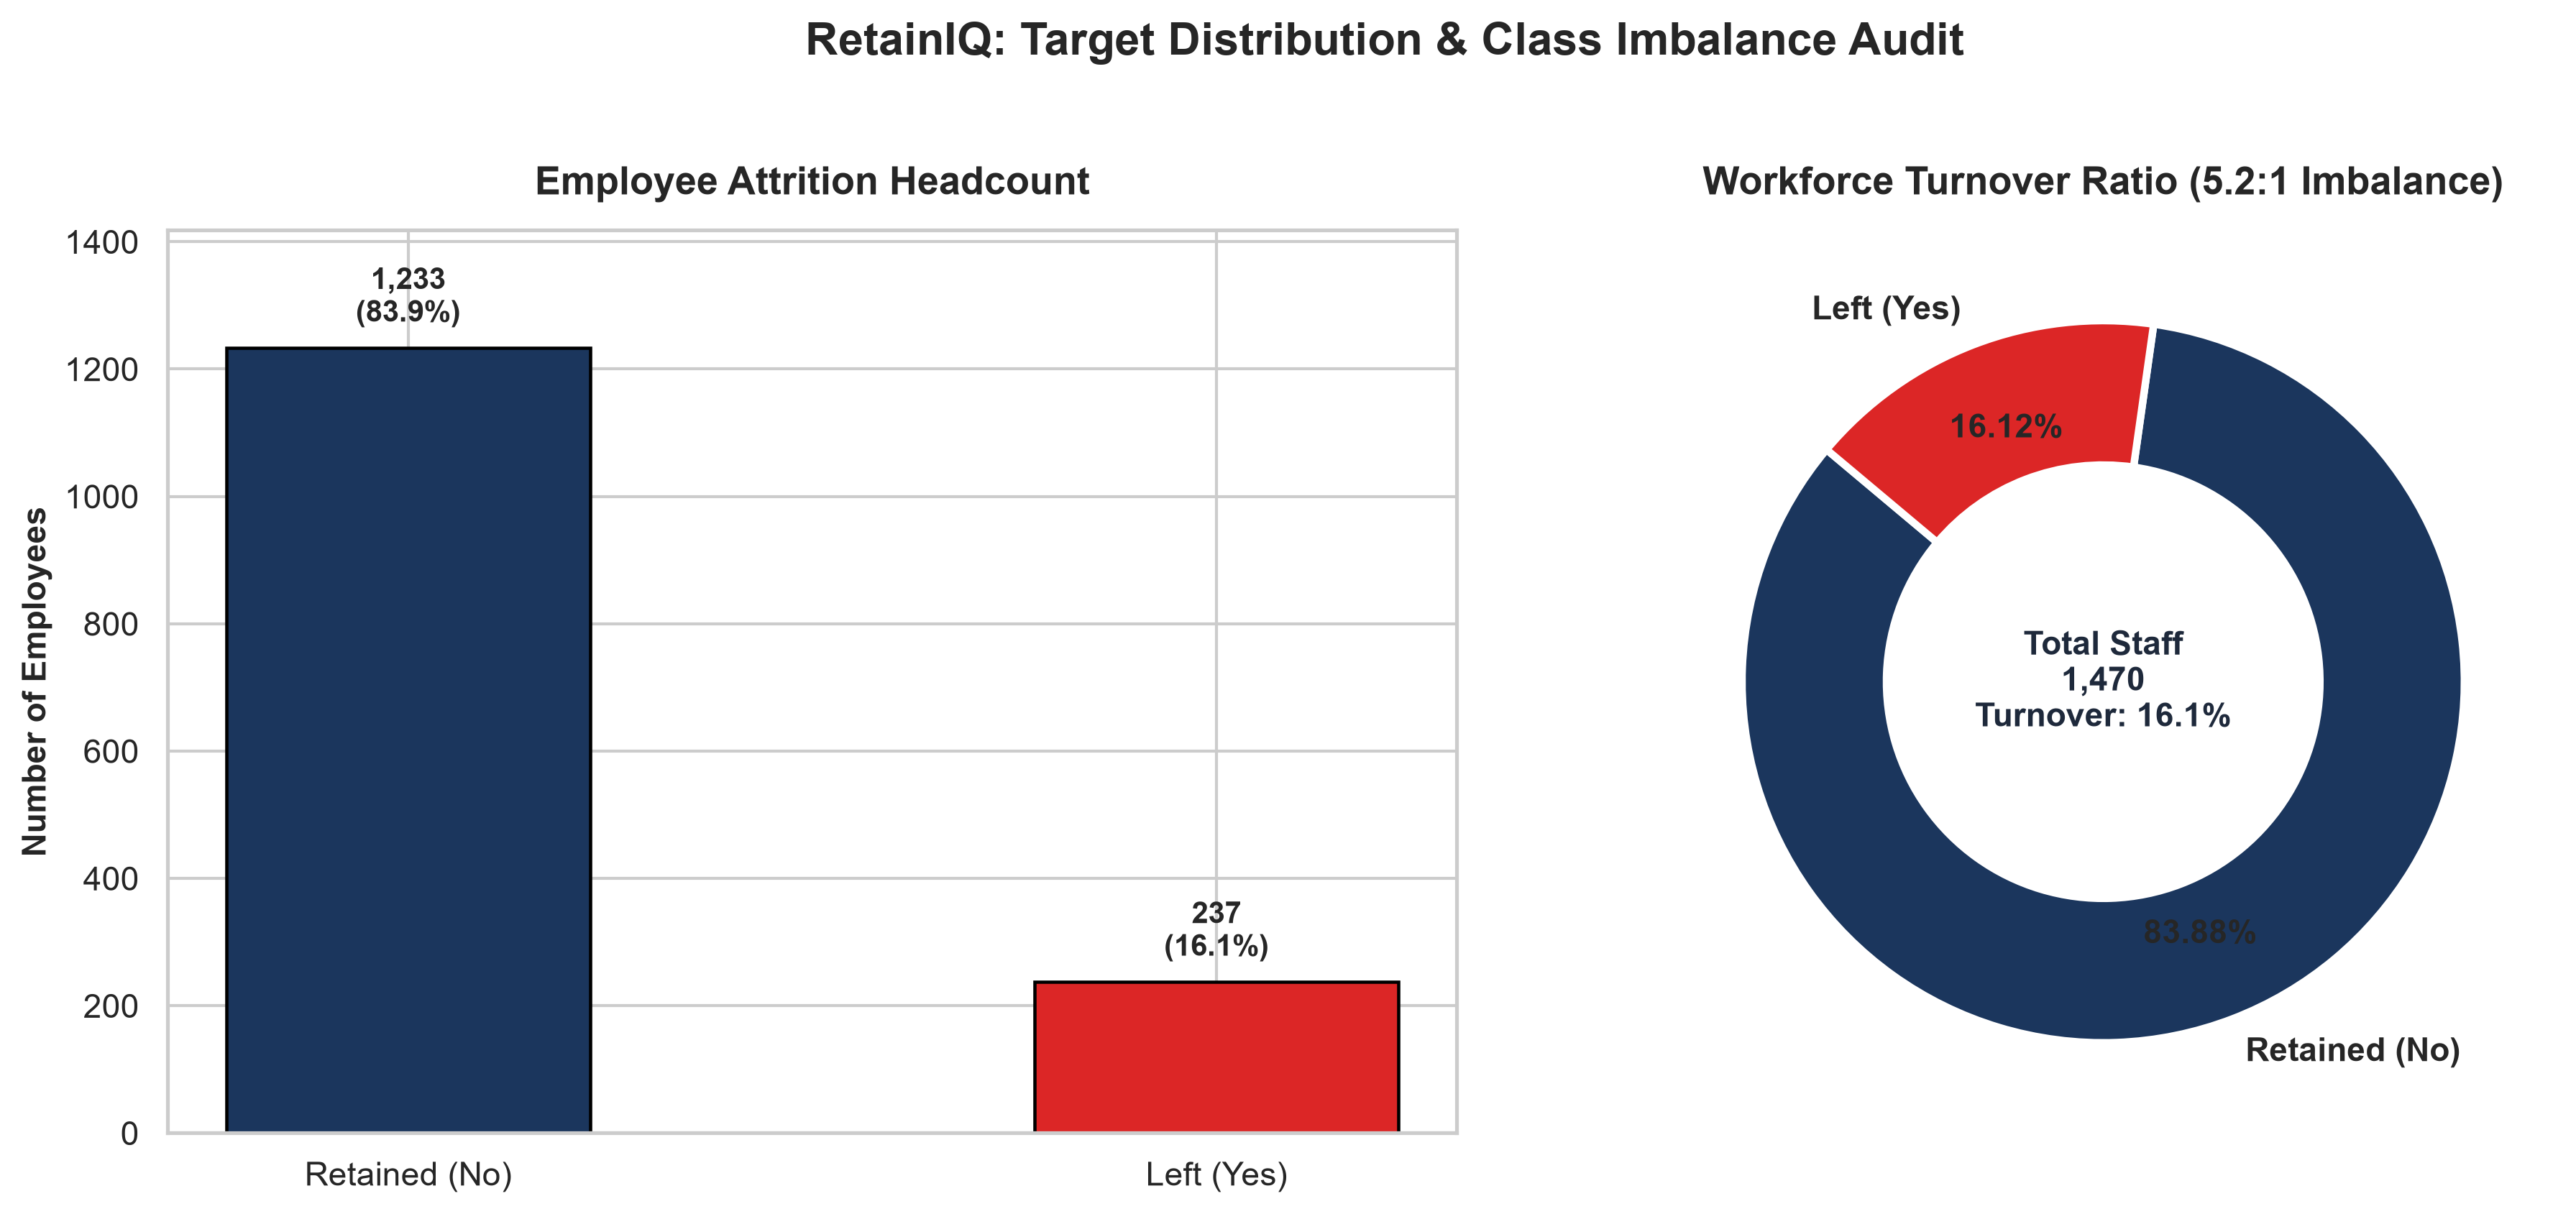 RetainIQ: Target Distribution & Class Imbalance Audit
Employee Attrition Headcount
Number of Employees
1400
1200
1000
800
600
400
200
0
1,233
(83.9%)
237
(16.1%)
Retained (No)
Left (Yes)
Workforce Turnover Ratio (5.2:1 Imbalance)
Left (Yes)
16.12%
Total Staff
1,470
Turnover: 16.1%
83.88%
Retained (No)